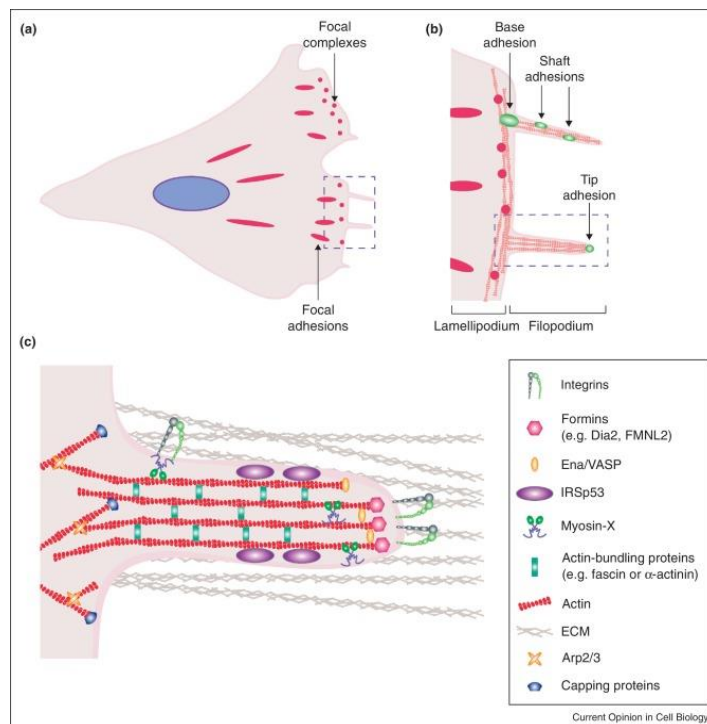 (a)
Focal
complexes
Focal
adhesions
(b)
Base
adhesion
Shaft
adhesions
Tip
adhesion
Lamellipodium
Filopodium
(c)
Integrins
Formins
(e.g. Dia2, FMNL2)
Ena/VASP
IRSp53
Myosin-X
Actin-bundling proteins
(e.g. fascin or α-actinin)
Actin
ECM
Arp2/3
Capping proteins
Current Opinion in Cell Biology